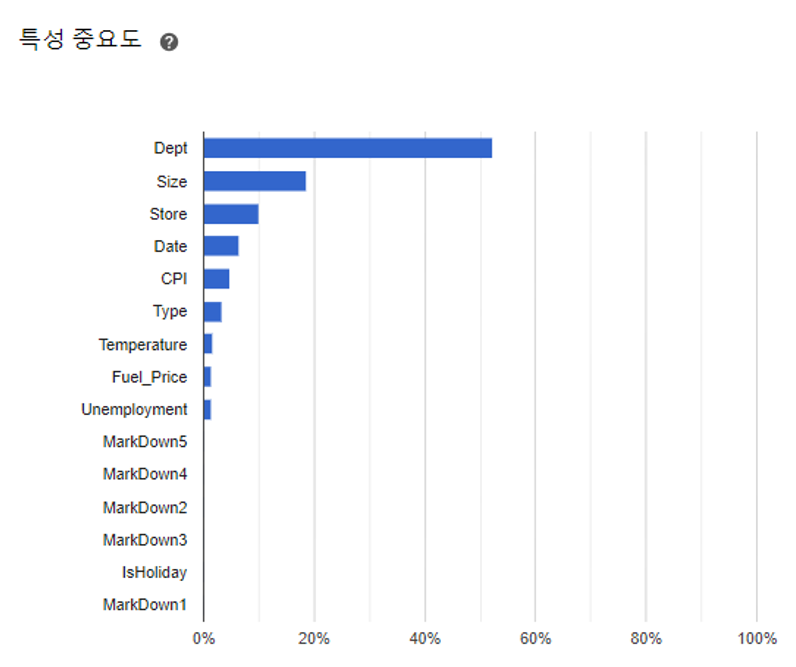 특성 중요도 ?
Dept
Size
Store
Date
CPI
Type
Temperature
Fuel_Price
Unemployment
MarkDown5
MarkDown4
MarkDown2
MarkDown3
IsHoliday
MarkDown1
0% 20% 40% 60% 80% 100%